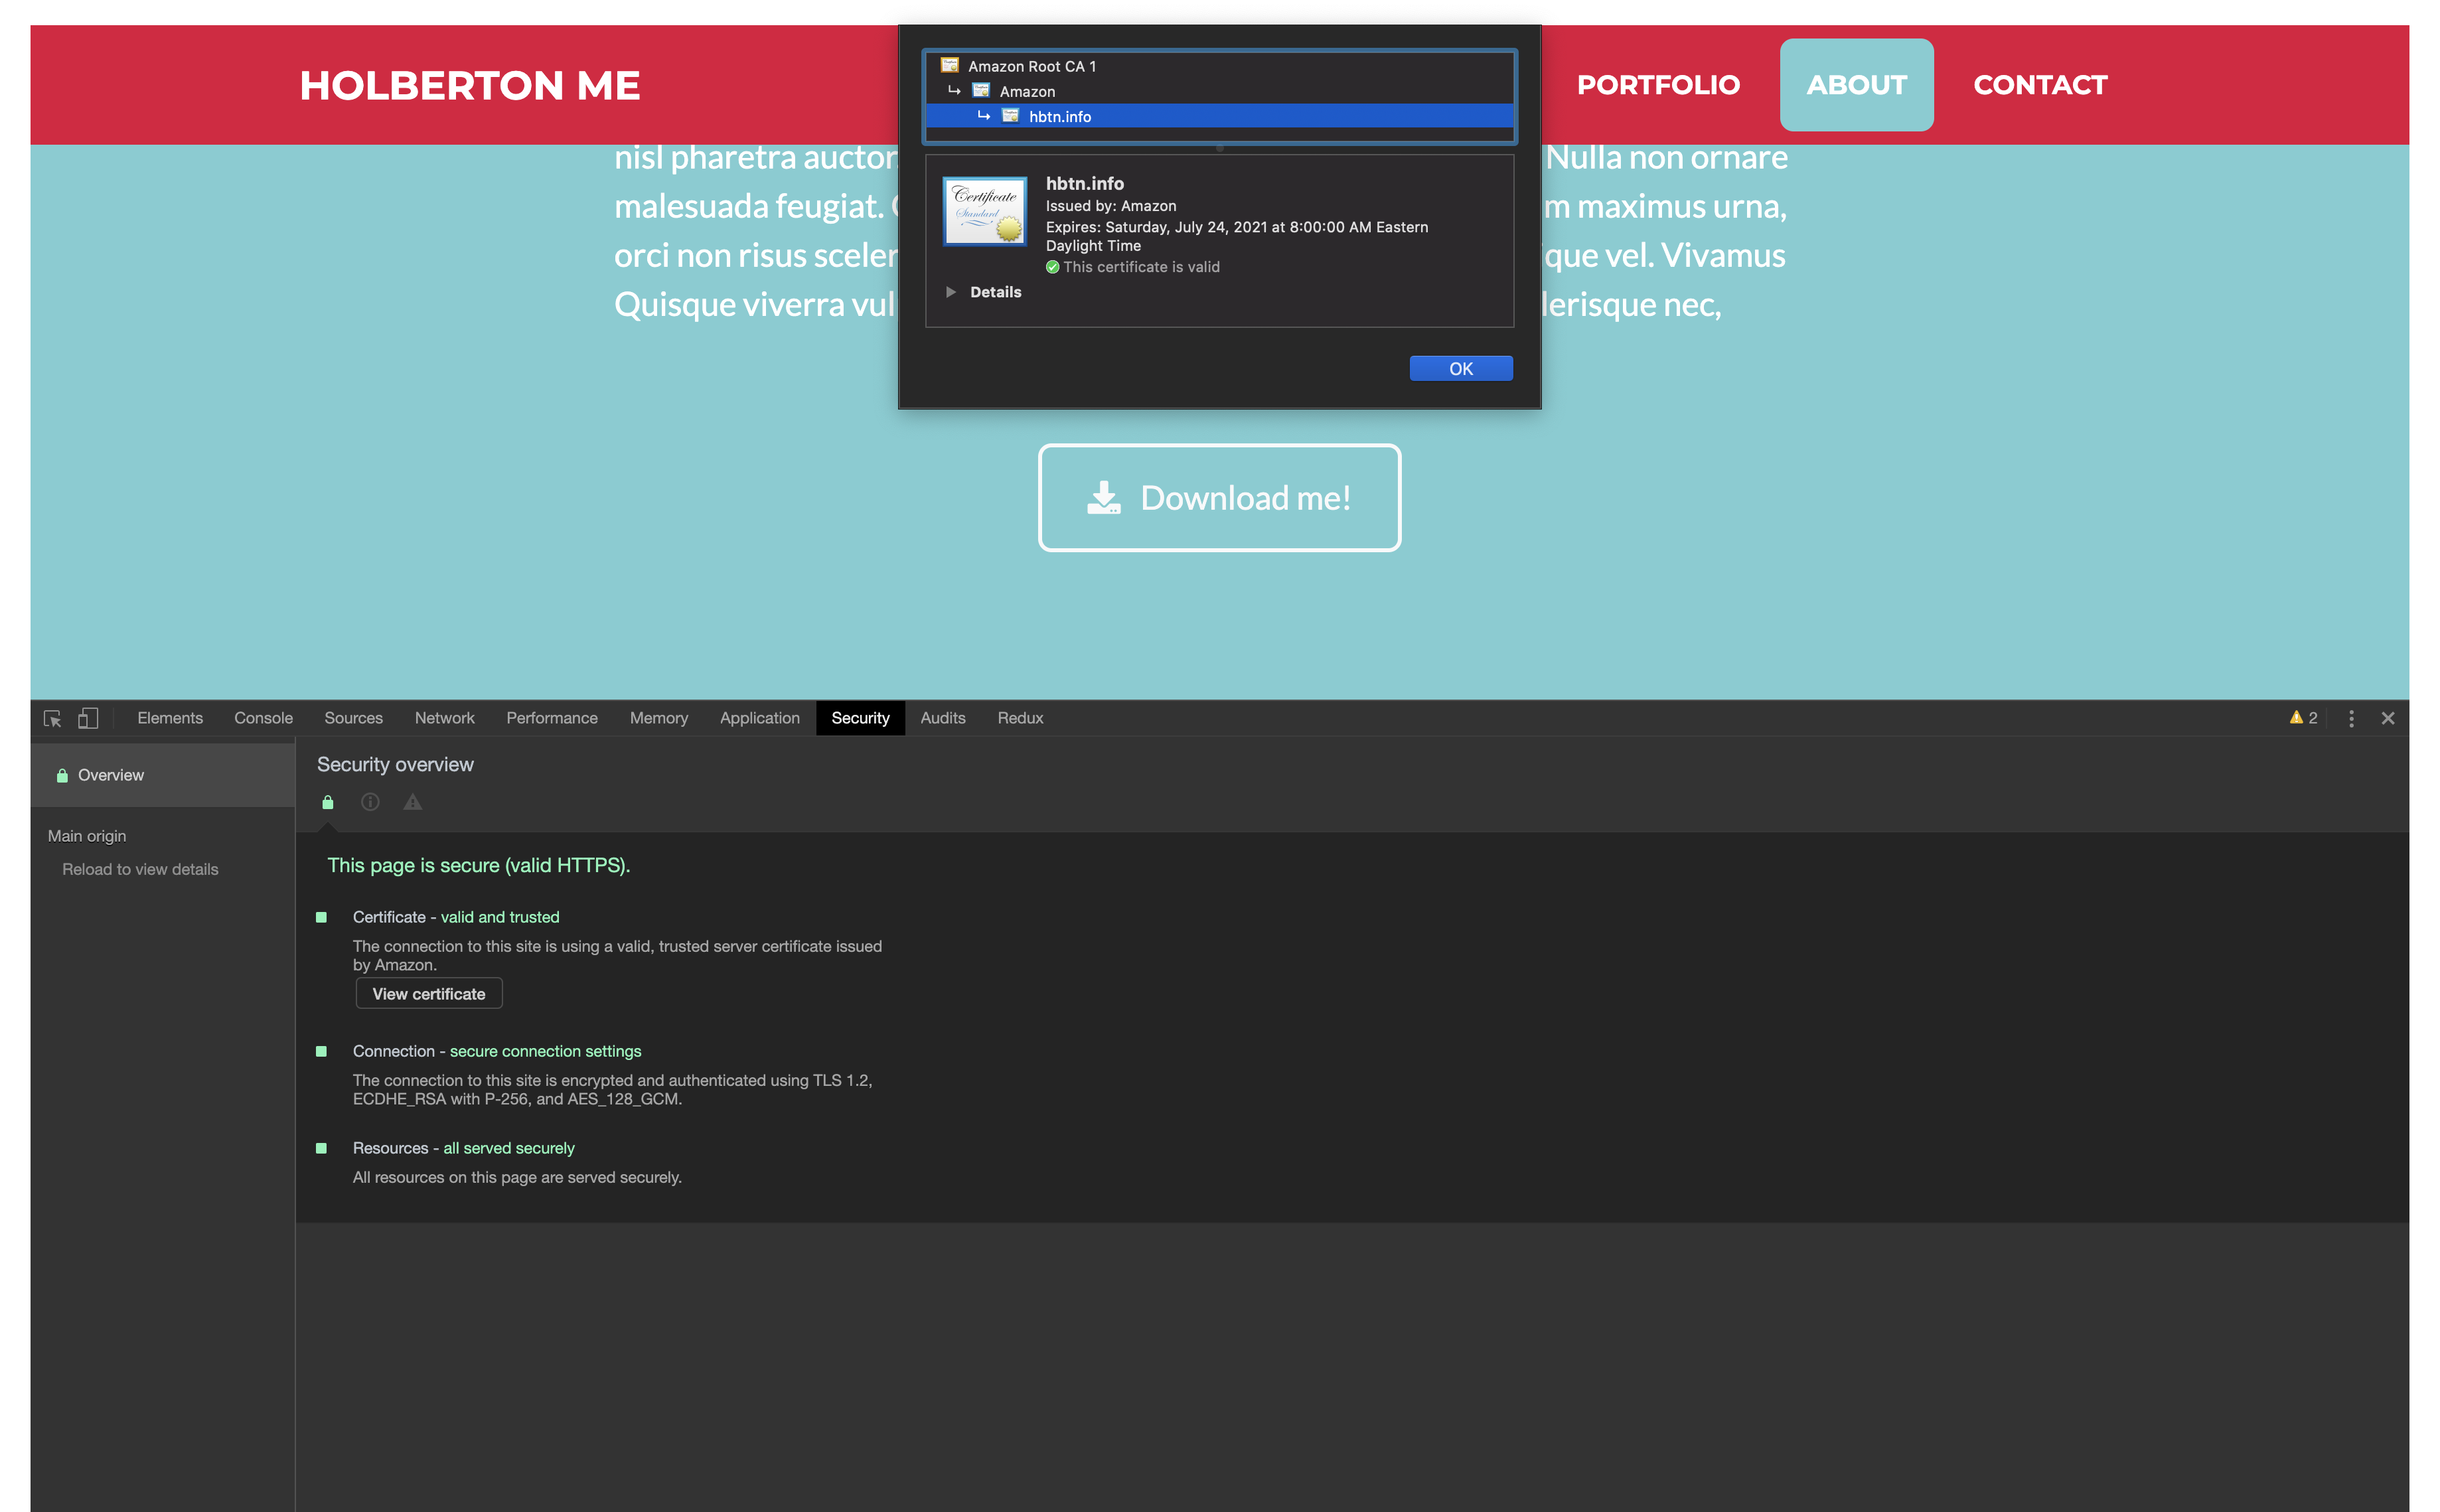 HOLBERTON ME
PORTFOLIO
ABOUT
CONTACT
Amazon Root CA 1
Amazon
hbtn.info
hbtn.info
Issued by: Amazon
Expires: Saturday, July 24, 2021 at 8:00:00 AM Eastern
Daylight Time
This certificate is valid
Details
OK
nisl pharetra auctor
Nulla non ornare
malesuada feugiat.
m maximus urna,
orci non risus sceler
que vel. Vivamus
Quisque viverra vul
lerisque nec,
Download me!
Elements Console Sources Network Performance Memory Application Security Audits Redux 2
Overview
Main origin
Reload to view details
Security overview
This page is secure (valid HTTPS).
Certificate - valid and trusted
The connection to this site is using a valid, trusted server certificate issued
by Amazon.
View certificate
Connection - secure connection settings
The connection to this site is encrypted and authenticated using TLS 1.2,
ECDHE_RSA with P-256, and AES_128_GCM.
Resources - all served securely
All resources on this page are served securely.